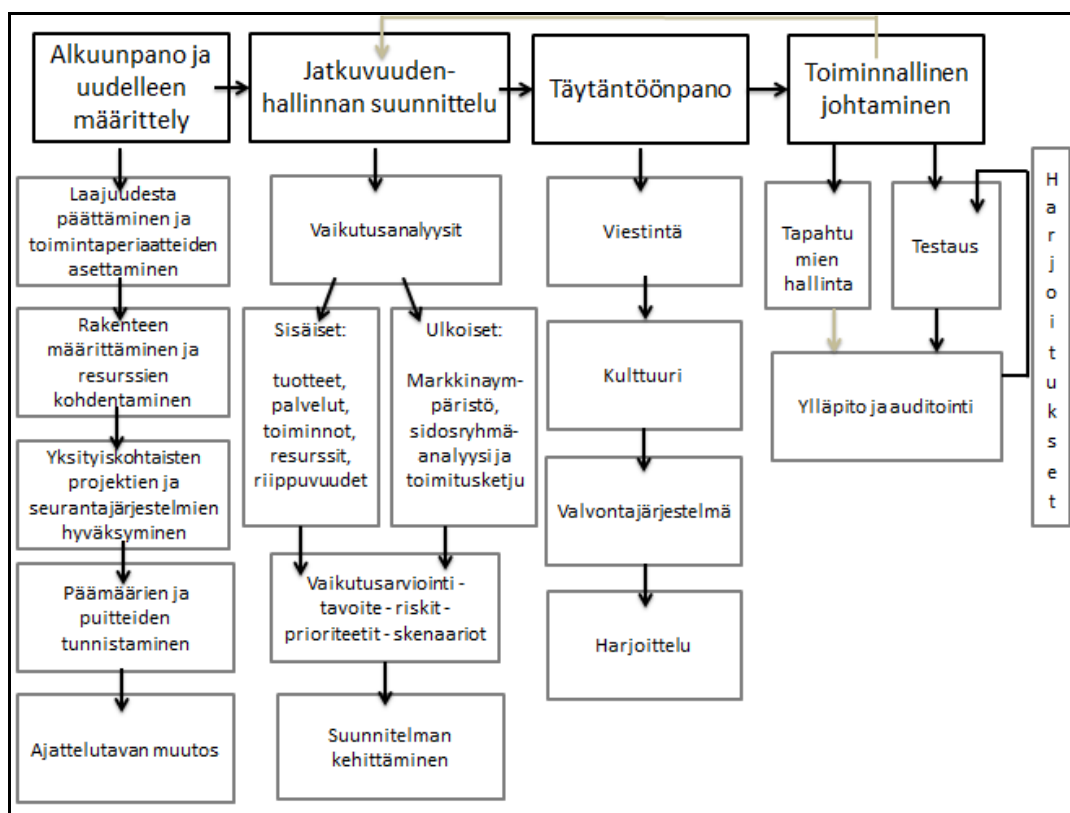 Alkuunpano ja
uudelleen
määrittely
Jatkuvuuden-
hallinnan suunnittelu
Täytäntöönpano
Toiminnallinen
johtaminen
Laajuudesta
päättäminen ja
toimintaperiaatteiden
asettaminen
Rakenteen
määrittäminen ja
resurssien
kohdentaminen
Yksityiskohtaisten
projektien ja
seurantajärjestelmien
hyväksyminen
Päämäärien ja
puitteiden
tunnistaminen
Ajattelutavan muutos
Vaikutusanalyysit
Sisäiset:
tuotteet,
palvelut,
toiminnot,
resurssit,
riippuvuudet
Ulkoiset:
Markkinaym-
päristö,
sidosryhmä-
analyysi ja
toimitusketju
Vaikutusarviointi -
tavoite - riskit -
prioriteetit - skenaariot
Suunnitelman
kehittäminen
Viestintä
Kulttuuri
Valvontajärjestelmä
Harjoittelu
Tapahtu
mien
hallinta
Testaus
Ylläpito ja auditointi
H
a
r
j
o
i
t
u
k
s
e
t